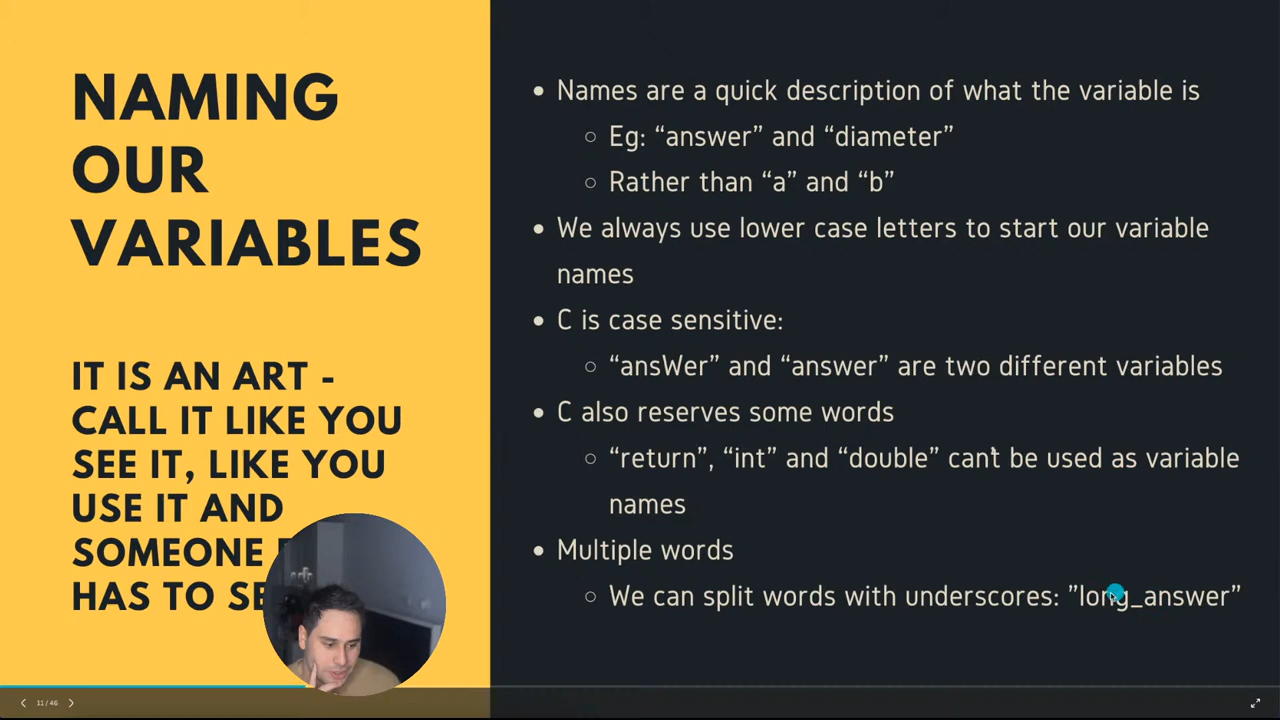 NAMING
OUR
VARIABLES
IT IS AN ART -
CALL IT LIKE YOU
SEE IT, LIKE YOU
USE IT AND
SOMEONE
HAS TO
• Names are a quick description of what the variable is
○ Eg: “answer” and “diameter”
○ Rather than “a” and “b”
• We always use lower case letters to start our variable
names
• C is case sensitive:
○ “ansWer” and “answer” are two different variables
• C also reserves some words
○ “return”, “int” and “double” can't be used as variable
names
• Multiple words
○ We can split words with underscores: ”long_answer”
11 / 46